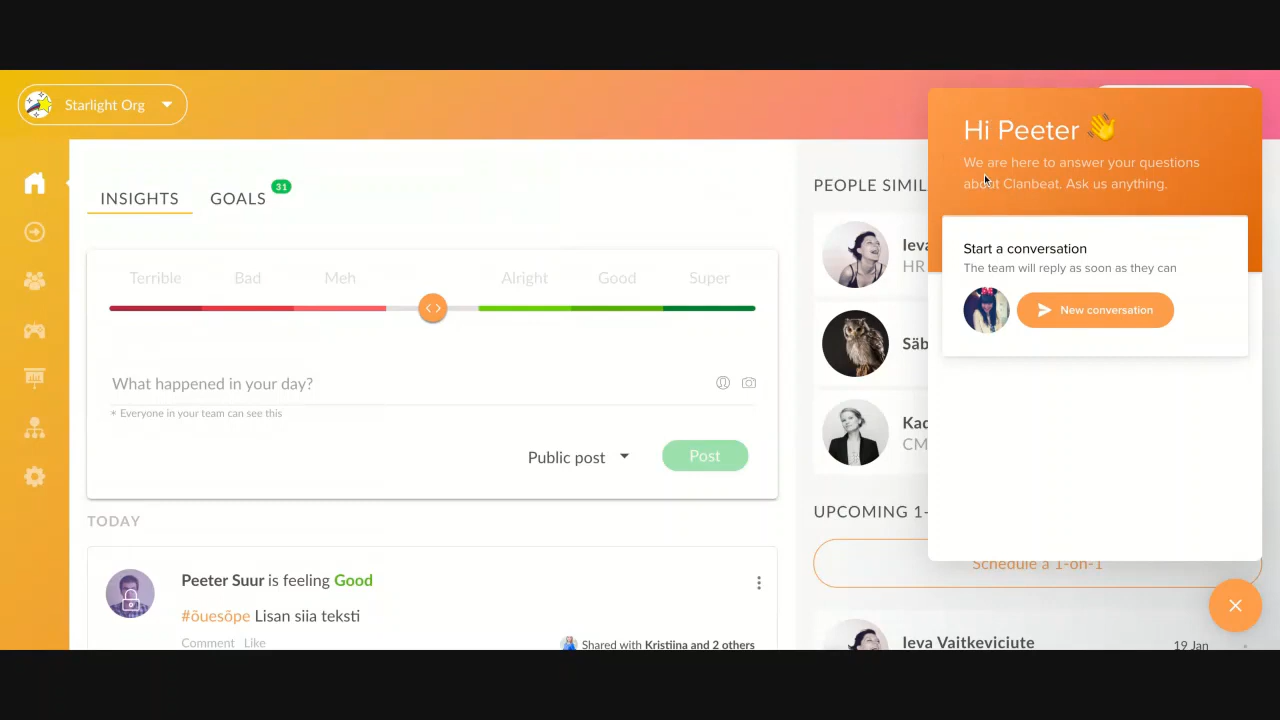 Starlight Org
INSIGHTS
GOALS
31
Terrible
Bad
Meh
Alright
Good
Super
What happened in your day?
* Everyone in your team can see this
Public post
Post
TODAY
Peeter Suur is feeling Good
#õuesõpe Lisan siia teksti
Comment Like
Shared with Kristiina and 2 others
PEOPLE SIMIL
Ieva
HR
Säb
Kad
CM
UPCOMING 1-
Schedule a 1-on-1
Ieva Vaitkeviciute
19 Jan
Hi Peeter 👋
We are here to answer your questions
about Clanbeat. Ask us anything.
Start a conversation
The team will reply as soon as they can
New conversation